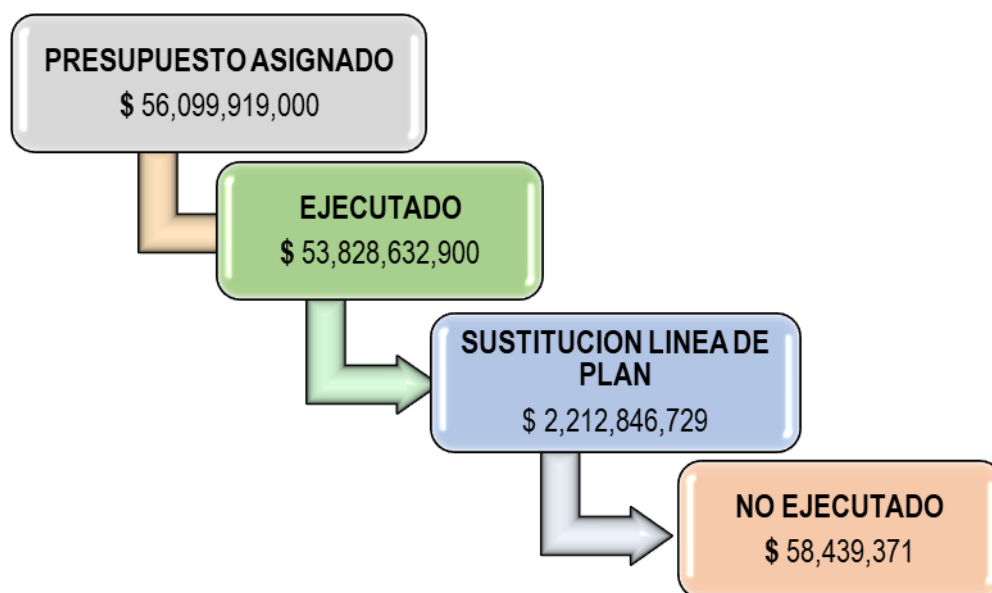 PRESUPUESTO ASIGNADO
$ 56,099,919,000
EJECUTADO
$ 53,828,632,900
SUSTITUCION LINEA DE
PLAN
$ 2,212,846,729
NO EJECUTADO
$ 58,439,371